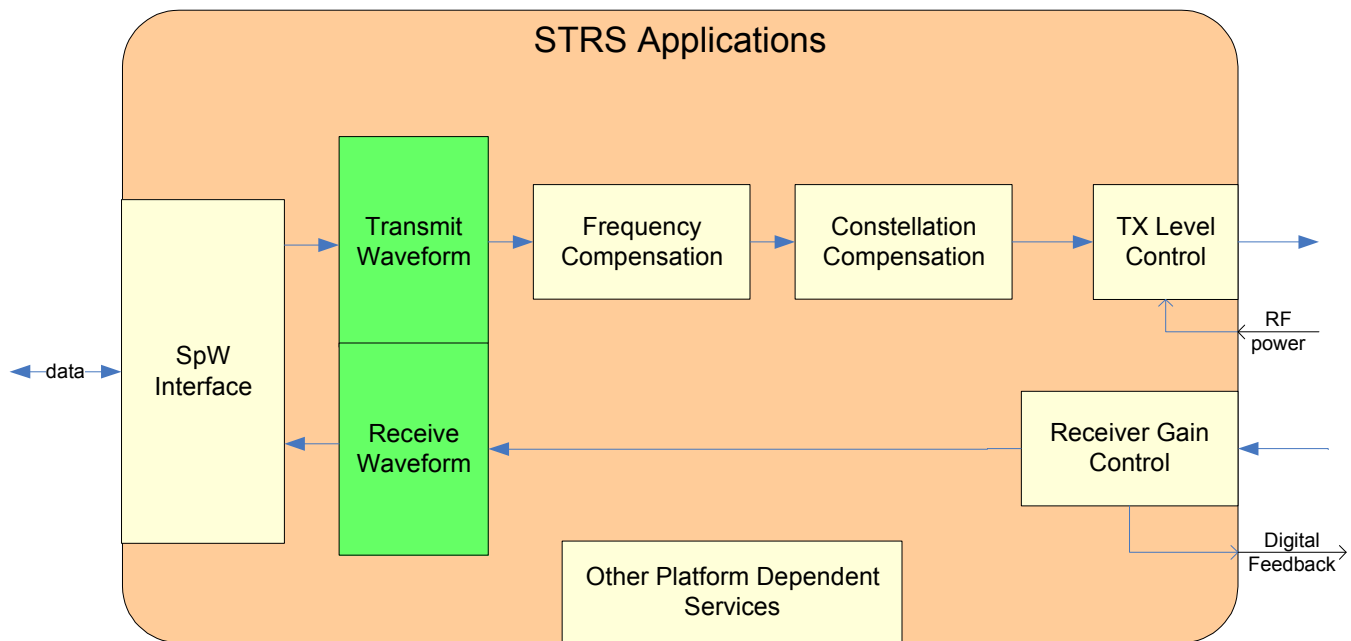 STRS Applications
Transmit
Waveform
Frequency
Compensation
Constellation
Compensation
TX Level
Control
RF
power
data
SpW
Interface
Receive
Waveform
Receiver Gain
Control
Digital
Feedback
Other Platform Dependent
Services